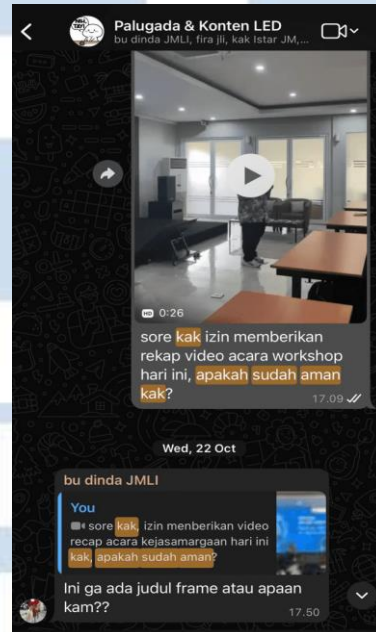 Palugada & Konten LED
bu dinda JMLI, fira jli, kak Istar JM,...
HD 0:26
sore kak izin memberikan
rekap video acara workshop
hari ini, apakah sudah aman
kak?
17.09
Wed, 22 Oct
bu dinda JMLI
You
sore kak, izin menberikan video
recap acara kejasamargaan hari ini
kak, apakah sudah aman?
Ini ga ada judul frame atau apaan
kam??
17.50